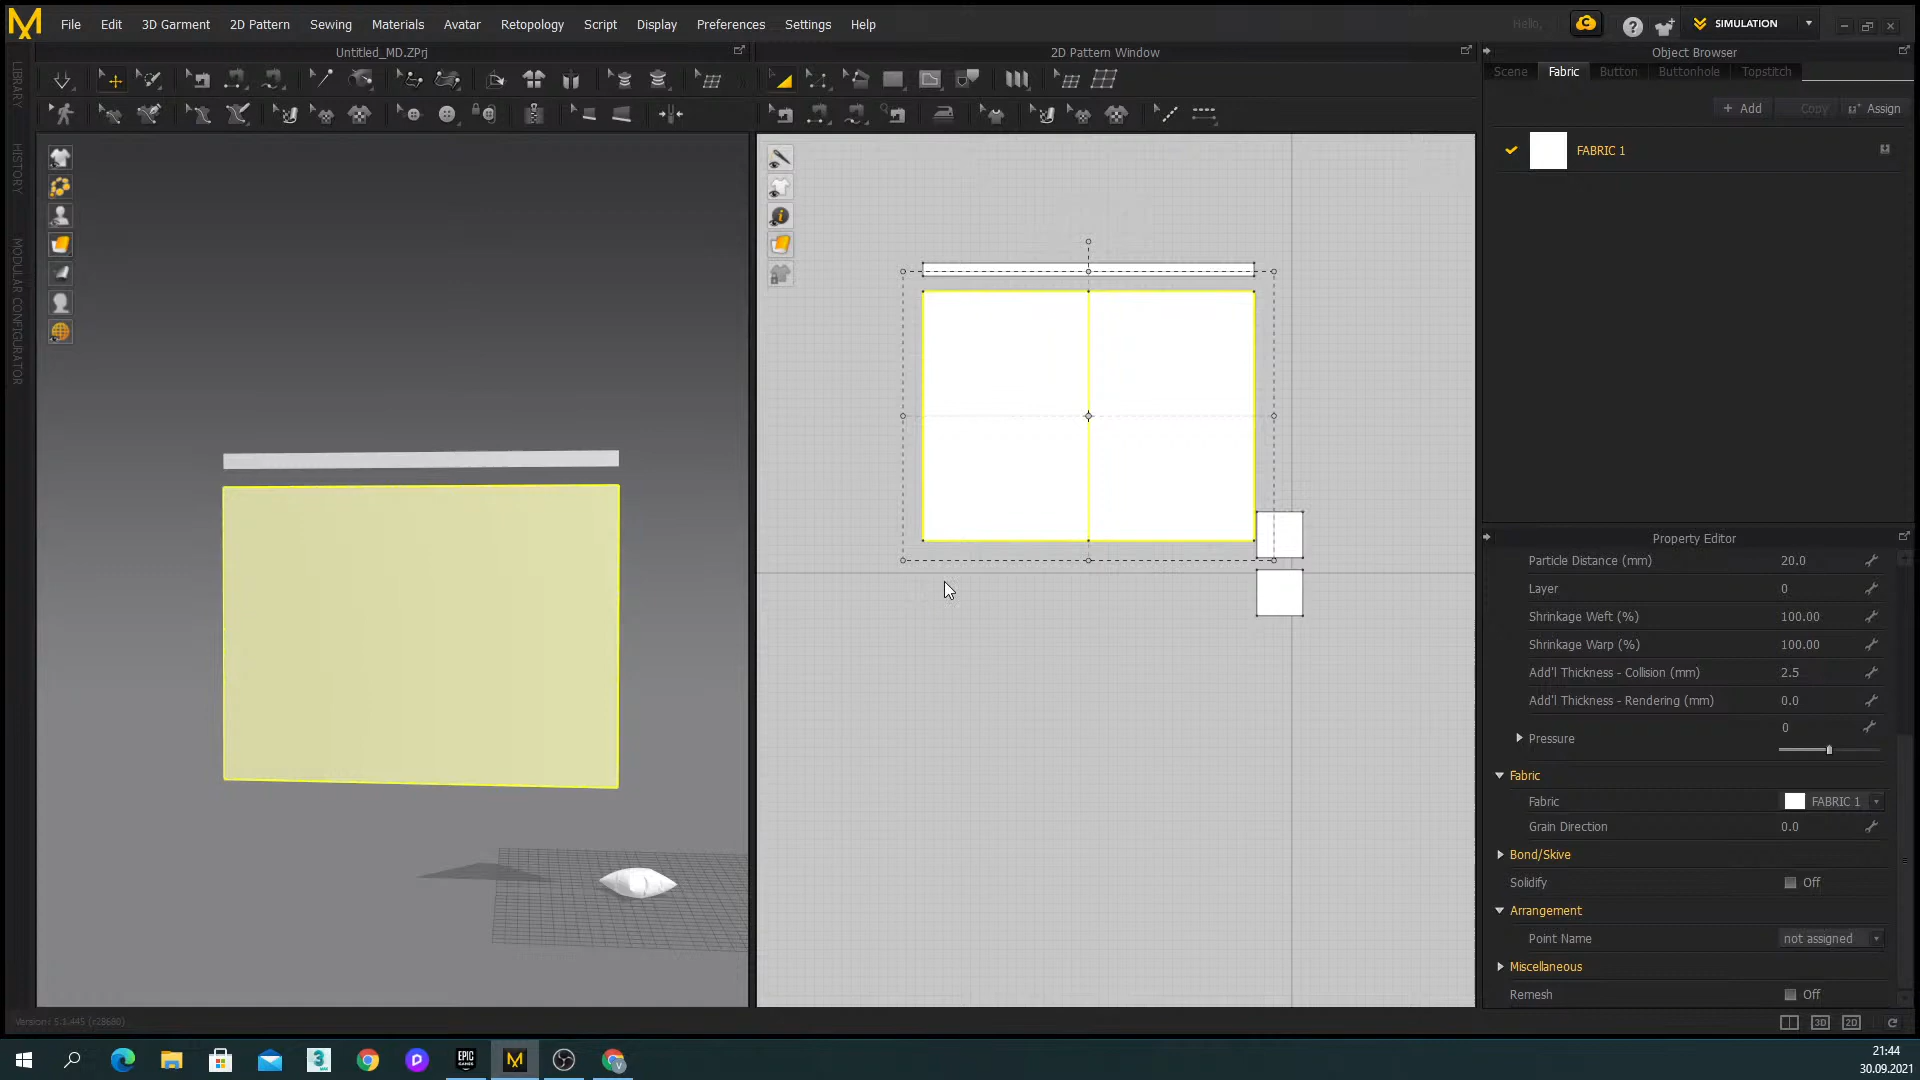 File Edit 3D Garment 2D Pattern Sewing Materials Avatar Retopology Script Display Preferences Settings Help
Hello,
SIMULATION
Untitled_MD.ZPrj
2D Pattern Window
Object Browser
Scene Fabric Button Buttonhole Topstitch
+ Add Copy Assign
FABRIC 1
LIBRARY
HISTORY
MODULAR CONFIGURATOR
Property Editor
Particle Distance (mm) 20.0
Layer 0
Shrinkage Weft (%) 100.00
Shrinkage Warp (%) 100.00
Add'l Thickness - Collision (mm) 2.5
Add'l Thickness - Rendering (mm) 0.0
Pressure 0
Fabric
Fabric FABRIC 1
Grain Direction 0.0
Bond/Skive
Solidify Off
Arrangement
Point Name not assigned
Miscellaneous
Remesh Off
Version: 5.1.445 (r28680)
3D 2D
EPIC GAMES
21:44
30.09.2021